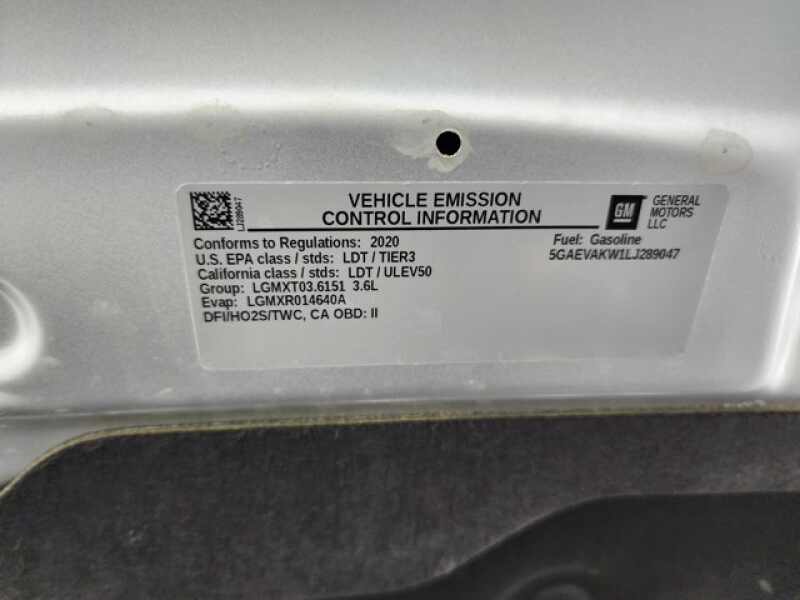 LJ289047
VEHICLE EMISSION
CONTROL INFORMATION
GM
GENERAL
MOTORS
LLC
Conforms to Regulations: 2020
U.S. EPA class / stds: LDT / TIER3
California class / stds: LDT / ULEV50
Group: LGMXT03.6151 3.6L
Evap: LGMXR014640A
DFI/HO2S/TWC, CA OBD: II
Fuel: Gasoline
5GAEVAKW1LJ289047